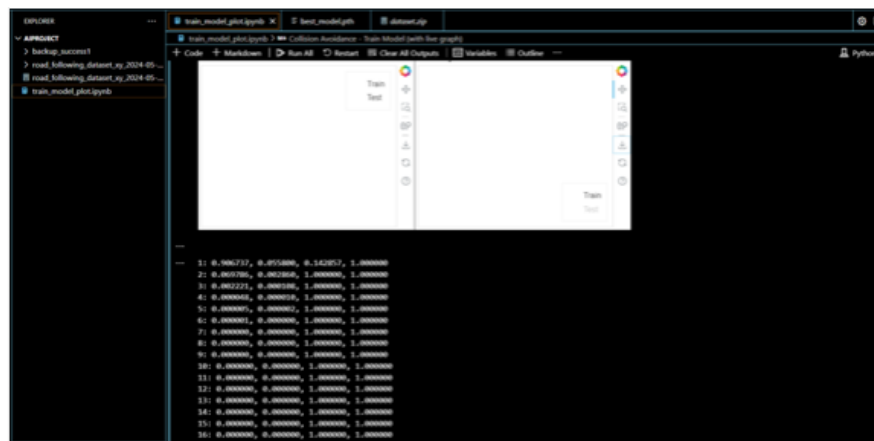 EXPLORER
train_model_plot.ipynb
best_model.pth
dataset.zip
AIPROJECT
backup_success1
road_following_dataset_xy_2024-05-...
road_following_dataset_xy_2024-05-...
train_model_plot.ipynb
train_model_plot.ipynb > Collision Avoidance - Train Model (with live graph)
+ Code + Markdown | Run All Restart Clear All Outputs | Variables Outline ...
Python
Train
Test
Train
Test
1: 0.906737, 0.055800, 0.142857, 1.000000
2: 0.069786, 0.002860, 1.000000, 1.000000
3: 0.002221, 0.000108, 1.000000, 1.000000
4: 0.000048, 0.000010, 1.000000, 1.000000
5: 0.000005, 0.000002, 1.000000, 1.000000
6: 0.000001, 0.000000, 1.000000, 1.000000
7: 0.000000, 0.000000, 1.000000, 1.000000
8: 0.000000, 0.000000, 1.000000, 1.000000
9: 0.000000, 0.000000, 1.000000, 1.000000
10: 0.000000, 0.000000, 1.000000, 1.000000
11: 0.000000, 0.000000, 1.000000, 1.000000
12: 0.000000, 0.000000, 1.000000, 1.000000
13: 0.000000, 0.000000, 1.000000, 1.000000
14: 0.000000, 0.000000, 1.000000, 1.000000
15: 0.000000, 0.000000, 1.000000, 1.000000
16: 0.000000, 0.000000, 1.000000, 1.000000